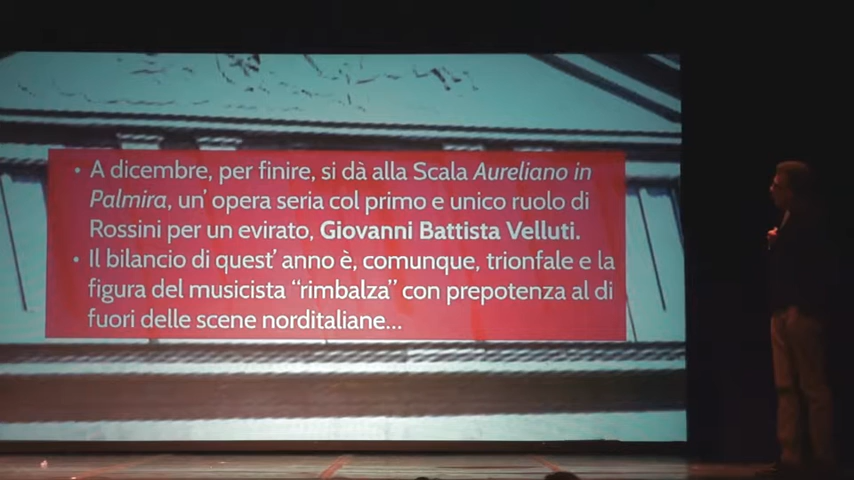 • A dicembre, per finire, si dà alla Scala Aureliano in
Palmira, un' opera seria col primo e unico ruolo di
Rossini per un evirato, Giovanni Battista Velluti.
• Il bilancio di quest' anno è, comunque, trionfale e la
figura del musicista “rimbalza” con prepotenza al di
fuori delle scene norditaliane...